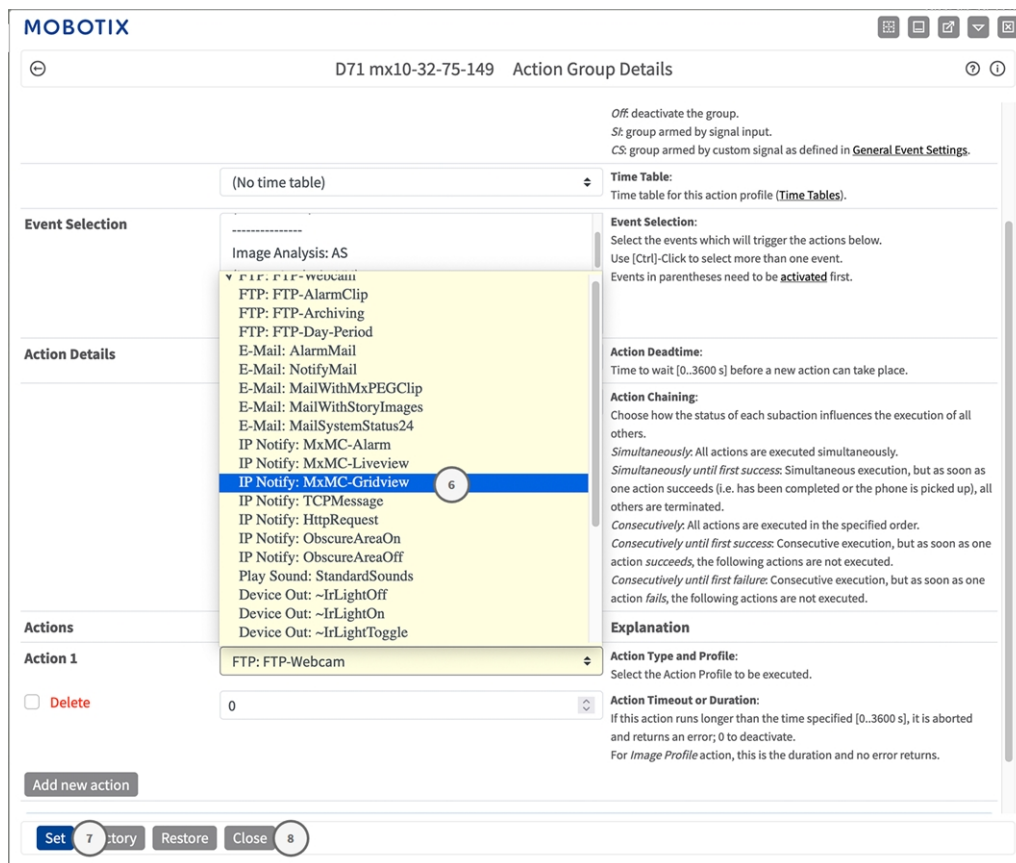 MOBOTIX
D71 mx10-32-75-149 Action Group Details
Off: deactivate the group.
SI: group armed by signal input.
CS: group armed by custom signal as defined in General Event Settings.
(No time table)
Time Table:
Time table for this action profile (Time Tables).
Event Selection
---------------
Image Analysis: AS
Event Selection:
Select the events which will trigger the actions below.
Use [Ctrl]-Click to select more than one event.
Events in parentheses need to be activated first.
FTP: FTP-Webcam
FTP: FTP-AlarmClip
FTP: FTP-Archiving
FTP: FTP-Day-Period
E-Mail: AlarmMail
E-Mail: NotifyMail
E-Mail: MailWithMxPEGClip
E-Mail: MailWithStoryImages
E-Mail: MailSystemStatus24
IP Notify: MxMC-Alarm
IP Notify: MxMC-Liveview
IP Notify: MxMC-Gridview
6
IP Notify: TCPMessage
IP Notify: HttpRequest
IP Notify: ObscureAreaOn
IP Notify: ObscureAreaOff
Play Sound: StandardSounds
Device Out: ~IrLightOff
Device Out: ~IrLightOn
Device Out: ~IrLightToggle
Action Details
Action Deadtime:
Time to wait [0..3600 s] before a new action can take place.
Action Chaining:
Choose how the status of each subaction influences the execution of all
others.
Simultaneously: All actions are executed simultaneously.
Simultaneously until first success: Simultaneous execution, but as soon as
one action succeeds (i.e. has been completed or the phone is picked up), all
others are terminated.
Consecutively: All actions are executed in the specified order.
Consecutively until first success: Consecutive execution, but as soon as one
action succeeds, the following actions are not executed.
Consecutively until first failure: Consecutive execution, but as soon as one
action fails, the following actions are not executed.
Actions
Explanation
Action 1
FTP: FTP-Webcam
Action Type and Profile:
Select the Action Profile to be executed.
Delete
0
Action Timeout or Duration:
If this action runs longer than the time specified [0..3600 s], it is aborted
and returns an error; 0 to deactivate.
For Image Profile action, this is the duration and no error returns.
Add new action
Set 7 tory Restore Close 8